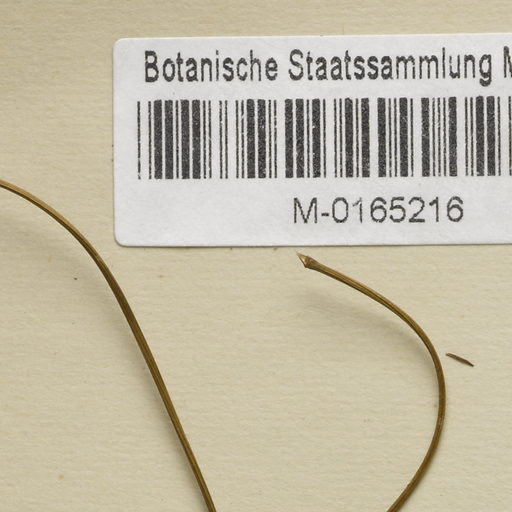 Botanische Staatssammlung
M-0165216